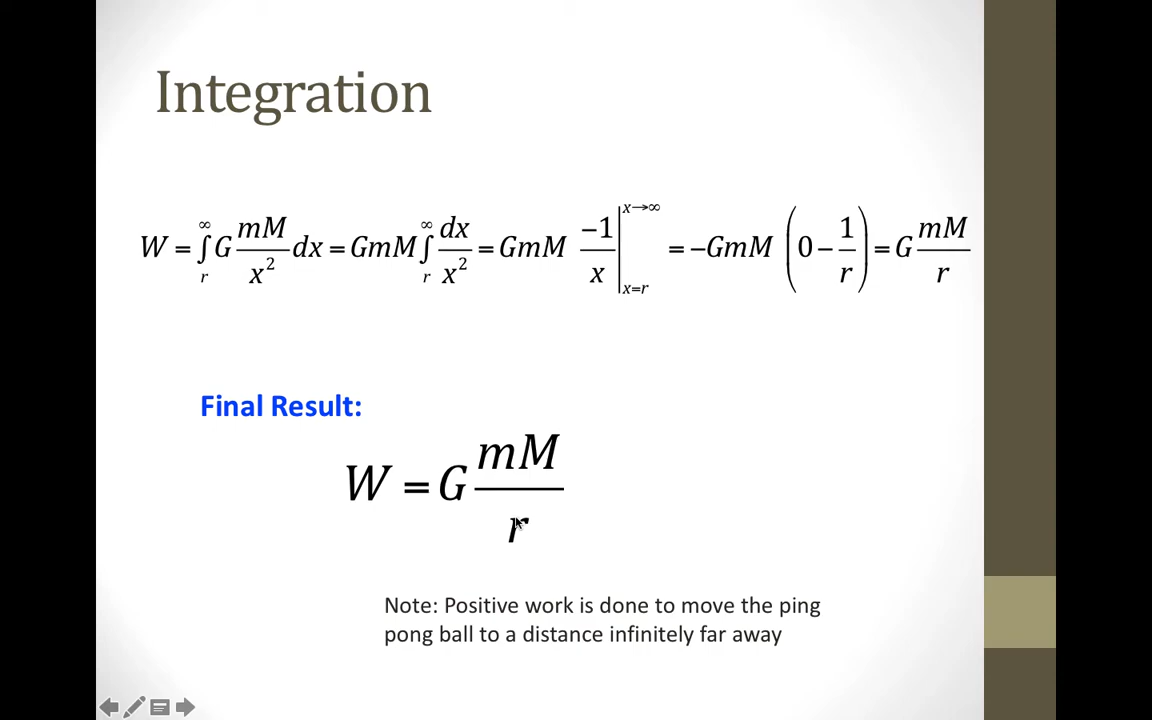 Integration
W = ∫_r^∞ G mM/x² dx = GmM ∫_r^∞ dx/x² = GmM −1/x |_{x=r}^{x→∞} = −GmM (0 − 1/r) = G mM/r
Final Result:
W = G mM/r
Note: Positive work is done to move the ping
pong ball to a distance infinitely far away